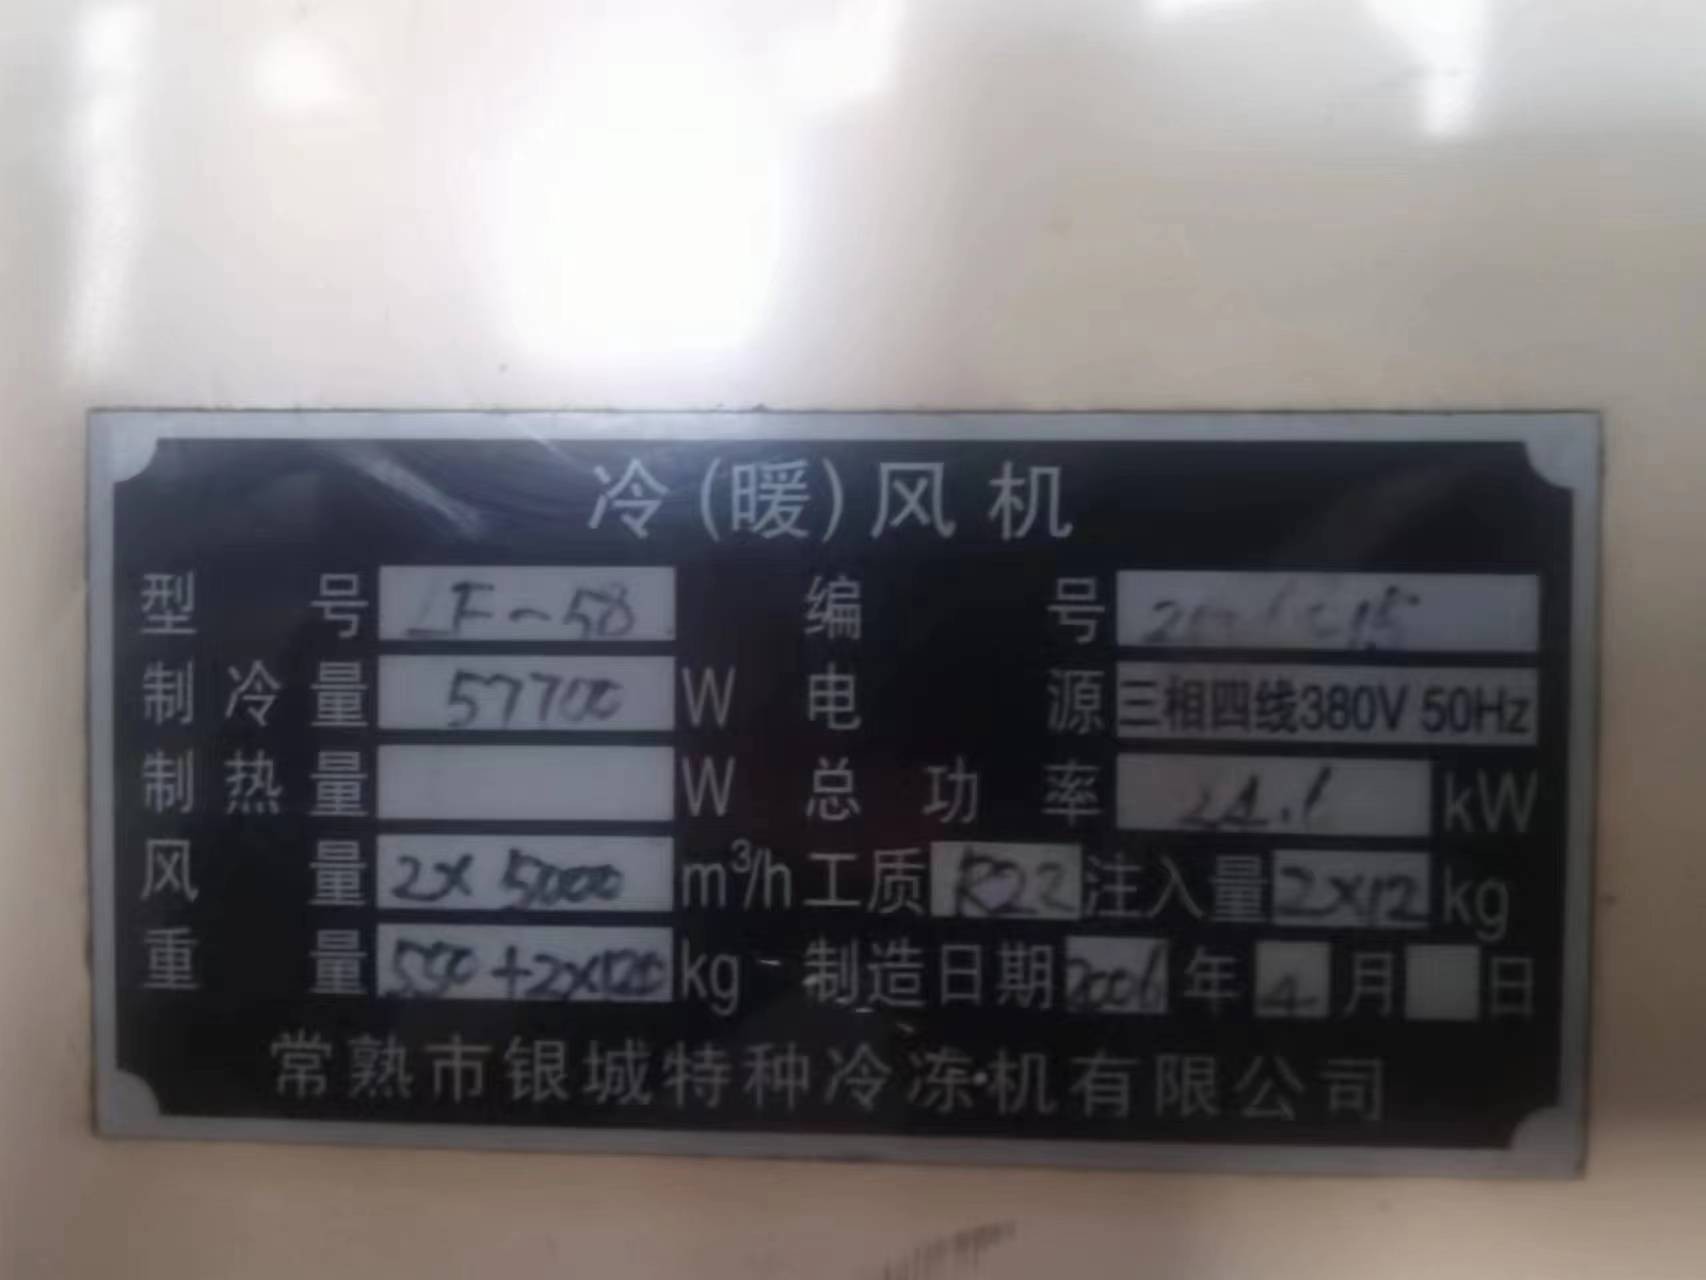 冷(暖)风机
型号 LF-58 编号
制冷量 57700 W 电源 三相四线380V 50Hz
制热量 W 总功率 24.1 kW
风量 2×5000 m³/h 工质 R22 注入量 2×12 kg
重量 kg 制造日期 2006 年 4 月 日
常熟市银城特种冷冻机有限公司